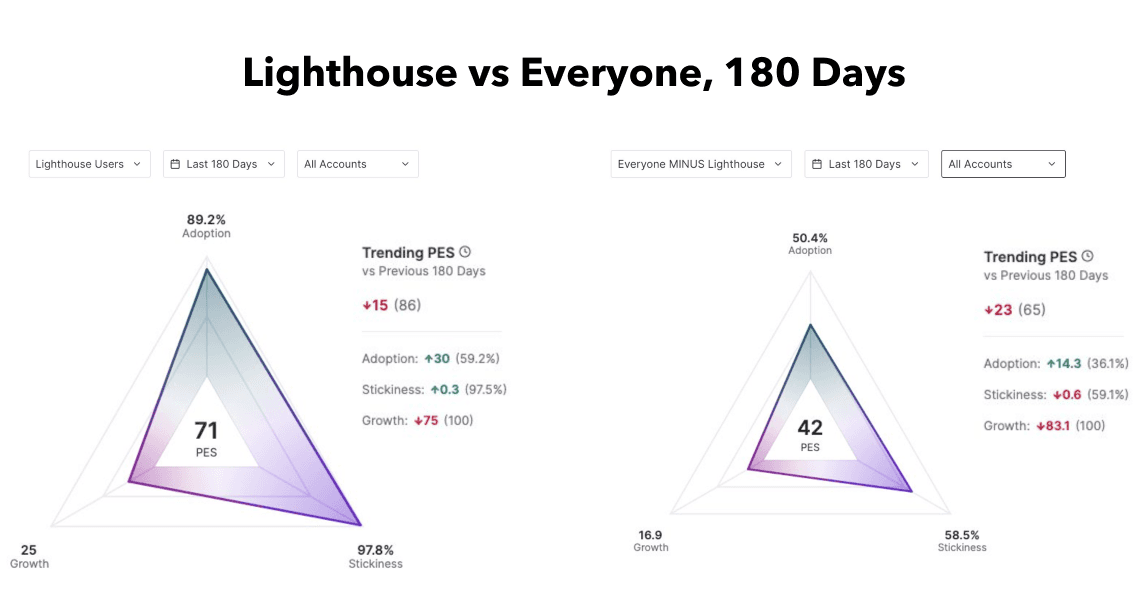 Lighthouse vs Everyone, 180 Days
Lighthouse Users
Last 180 Days
All Accounts
89.2%
Adoption
Trending PES
vs Previous 180 Days
↓15 (86)
Adoption: ↑30 (59.2%)
Stickiness: ↑0.3 (97.5%)
Growth: ↓75 (100)
71
PES
25
Growth
97.8%
Stickiness
Everyone MINUS Lighthouse
Last 180 Days
All Accounts
50.4%
Adoption
Trending PES
vs Previous 180 Days
↓23 (65)
Adoption: ↑14.3 (36.1%)
Stickiness: ↓0.6 (59.1%)
Growth: ↓83.1 (100)
42
PES
16.9
Growth
58.5%
Stickiness